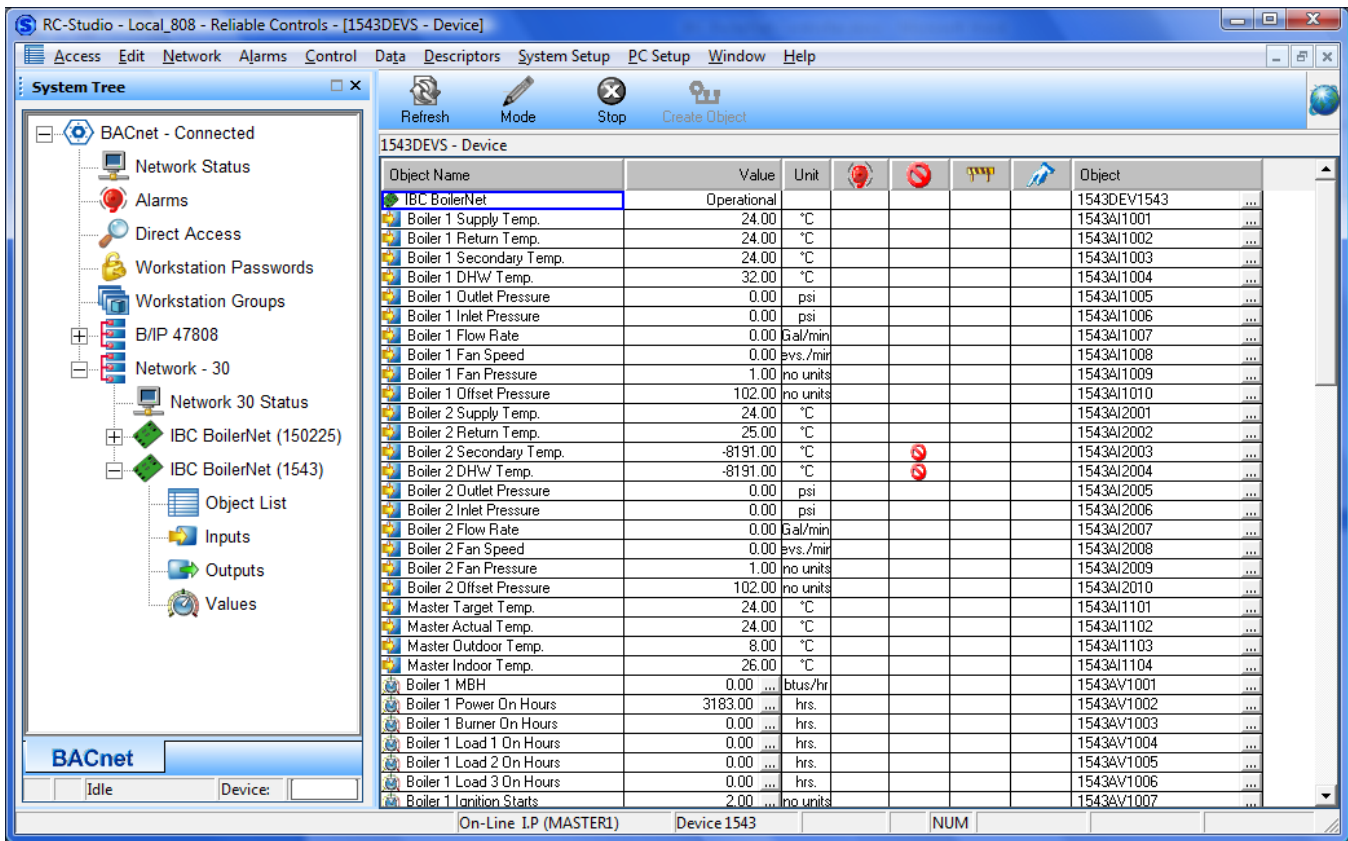 RC-Studio - Local_808 - Reliable Controls - [1543DEVS - Device]
Access Edit Network Alarms Control Data Descriptors System Setup PC Setup Window Help
System Tree
BACnet - Connected
Network Status
Alarms
Direct Access
Workstation Passwords
Workstation Groups
B/IP 47808
Network - 30
Network 30 Status
IBC BoilerNet (150225)
IBC BoilerNet (1543)
Object List
Inputs
Outputs
Values
BACnet
Idle Device:
Refresh Mode Stop Create Object
1543DEVS - Device
Object Name Value Unit Object
IBC BoilerNet Operational 1543DEV1543 ...
Boiler 1 Supply Temp. 24.00 °C 1543AI1001 ...
Boiler 1 Return Temp. 24.00 °C 1543AI1002 ...
Boiler 1 Secondary Temp. 24.00 °C 1543AI1003 ...
Boiler 1 DHW Temp. 32.00 °C 1543AI1004 ...
Boiler 1 Outlet Pressure 0.00 psi 1543AI1005 ...
Boiler 1 Inlet Pressure 0.00 psi 1543AI1006 ...
Boiler 1 Flow Rate 0.00 Gal/min 1543AI1007 ...
Boiler 1 Fan Speed 0.00 evs./min 1543AI1008 ...
Boiler 1 Fan Pressure 1.00 no units 1543AI1009 ...
Boiler 1 Offset Pressure 102.00 no units 1543AI1010 ...
Boiler 2 Supply Temp. 24.00 °C 1543AI2001 ...
Boiler 2 Return Temp. 25.00 °C 1543AI2002 ...
Boiler 2 Secondary Temp. -8191.00 °C 1543AI2003 ...
Boiler 2 DHW Temp. -8191.00 °C 1543AI2004 ...
Boiler 2 Outlet Pressure 0.00 psi 1543AI2005 ...
Boiler 2 Inlet Pressure 0.00 psi 1543AI2006 ...
Boiler 2 Flow Rate 0.00 Gal/min 1543AI2007 ...
Boiler 2 Fan Speed 0.00 evs./min 1543AI2008 ...
Boiler 2 Fan Pressure 1.00 no units 1543AI2009 ...
Boiler 2 Offset Pressure 102.00 no units 1543AI2010 ...
Master Target Temp. 24.00 °C 1543AI1101 ...
Master Actual Temp. 24.00 °C 1543AI1102 ...
Master Outdoor Temp. 8.00 °C 1543AI1103 ...
Master Indoor Temp. 26.00 °C 1543AI1104 ...
Boiler 1 MBH 0.00 ... btus/hr 1543AV1001 ...
Boiler 1 Power On Hours 3183.00 ... hrs. 1543AV1002 ...
Boiler 1 Burner On Hours 0.00 ... hrs. 1543AV1003 ...
Boiler 1 Load 1 On Hours 0.00 ... hrs. 1543AV1004 ...
Boiler 1 Load 2 On Hours 0.00 ... hrs. 1543AV1005 ...
Boiler 1 Load 3 On Hours 0.00 ... hrs. 1543AV1006 ...
Boiler 1 Ignition Starts 2.00 ... no units 1543AV1007 ...
On-Line I.P (MASTER1) Device 1543 NUM